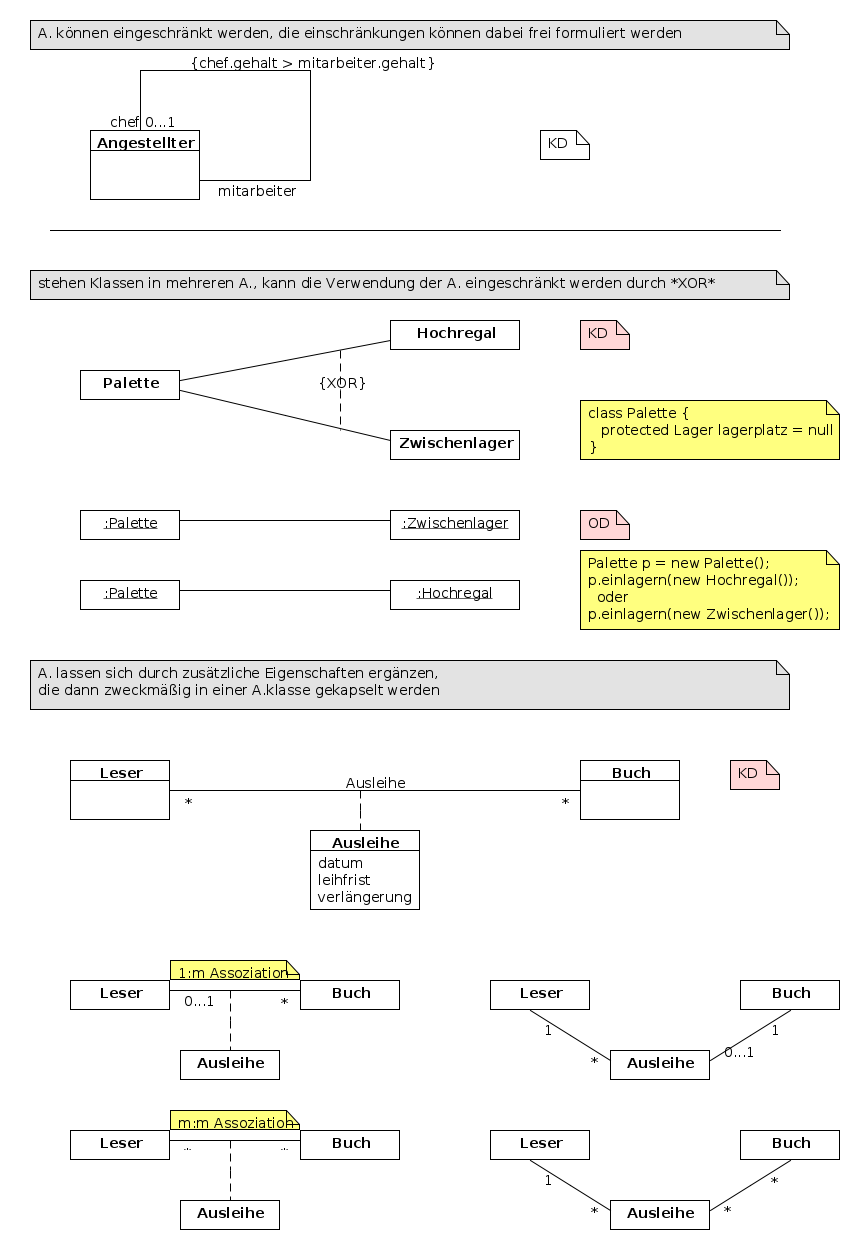 A. können eingeschränkt werden, die einschränkungen können dabei frei formuliert werden
{chef.gehalt > mitarbeiter.gehalt}
chef 0...1
Angestellter
KD
mitarbeiter
stehen Klassen in mehreren A., kann die Verwendung der A. eingeschränkt werden durch *XOR*
Hochregal
KD
Palette
{XOR}
Zwischenlager
class Palette {
protected Lager lagerplatz = null
}
:Palette
:Zwischenlager
OD
:Palette
:Hochregal
Palette p = new Palette();
p.einlagern(new Hochregal());
oder
p.einlagern(new Zwischenlager());
A. lassen sich durch zusätzliche Eigenschaften ergänzen,
die dann zweckmäßig in einer A.klasse gekapselt werden
Leser
Ausleihe
Buch
KD
* *
Ausleihe
datum
leihfrist
verlängerung
1:m Assoziation
Leser
0...1 *
Buch
Ausleihe
Leser
Buch
1 1
* 0...1
Ausleihe
m:m Assoziation
Leser
* *
Buch
Ausleihe
Leser
Buch
1 *
* *
Ausleihe